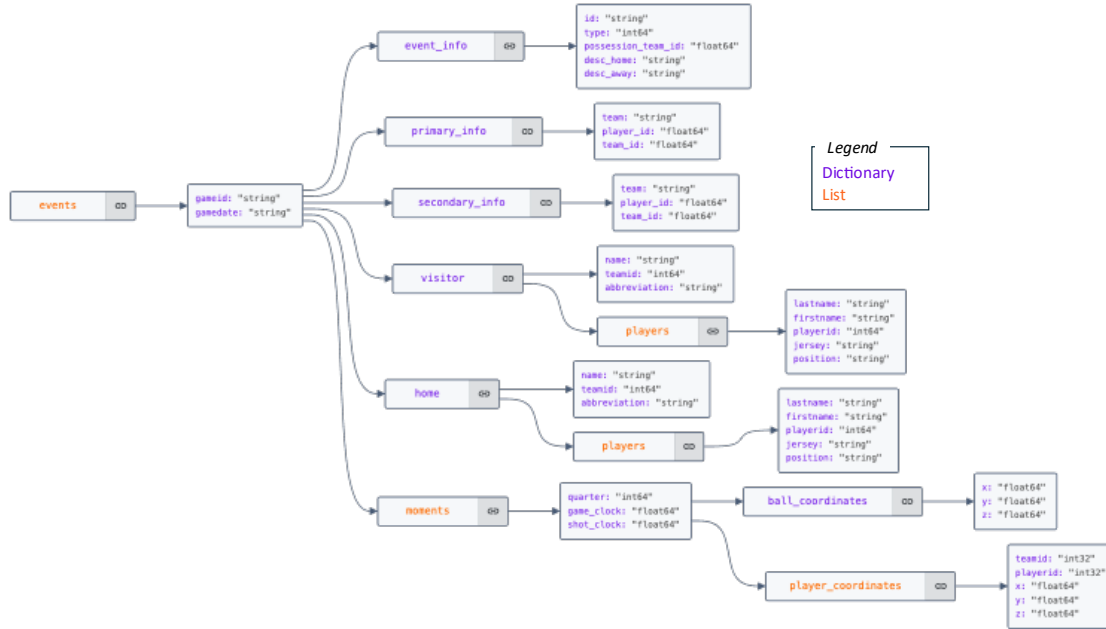 events
gameid: "string"
gamedate: "string"
event_info
id: "string"
type: "int64"
possession_team_id: "float64"
desc_home: "string"
desc_away: "string"
primary_info
team: "string"
player_id: "float64"
team_id: "float64"
secondary_info
team: "string"
player_id: "float64"
team_id: "float64"
visitor
name: "string"
teamid: "int64"
abbreviation: "string"
players
lastname: "string"
firstname: "string"
playerid: "int64"
jersey: "string"
position: "string"
home
name: "string"
teamid: "int64"
abbreviation: "string"
players
lastname: "string"
firstname: "string"
playerid: "int64"
jersey: "string"
position: "string"
moments
quarter: "int64"
game_clock: "float64"
shot_clock: "float64"
ball_coordinates
x: "float64"
y: "float64"
z: "float64"
player_coordinates
teamid: "int32"
playerid: "int32"
x: "float64"
y: "float64"
z: "float64"
Legend
Dictionary
List